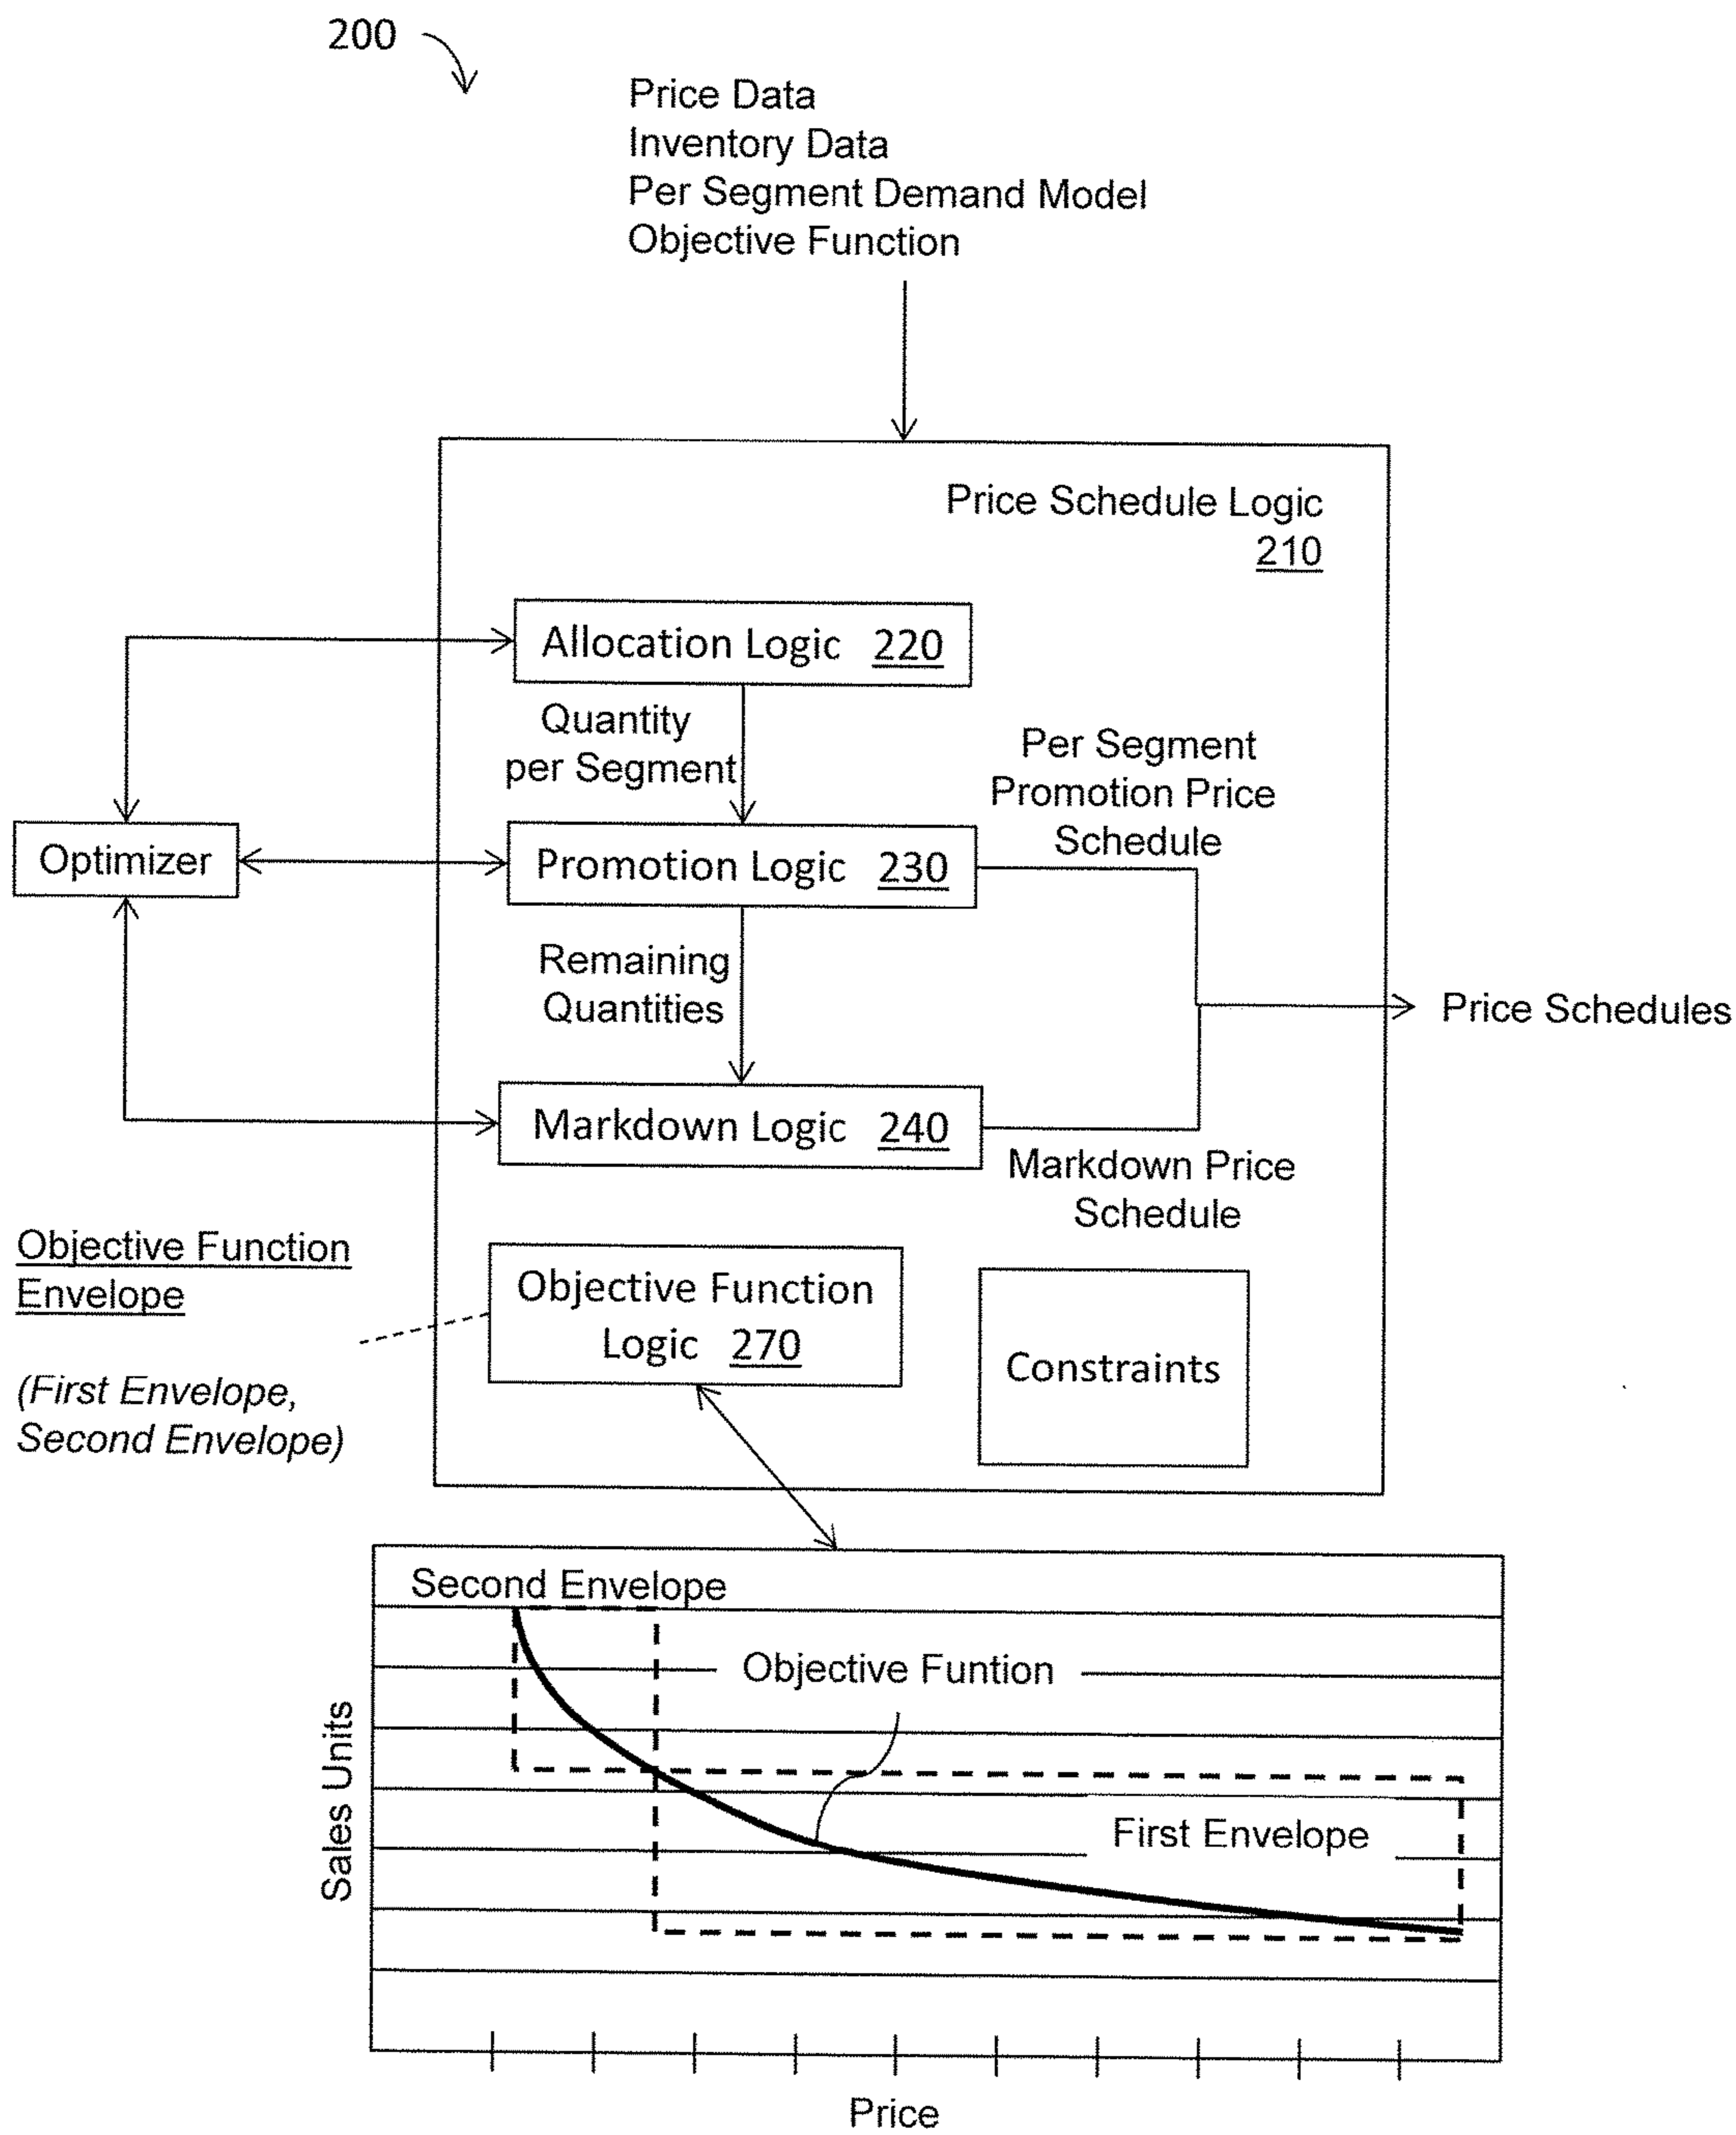 200
Price Data
Inventory Data
Per Segment Demand Model
Objective Function
Price Schedule Logic
210
Allocation Logic 220
Quantity
per Segment
Per Segment
Promotion Price
Schedule
Optimizer
Promotion Logic 230
Remaining
Quantities
Price Schedules
Markdown Logic 240
Markdown Price
Schedule
Objective Function
Envelope
(First Envelope,
Second Envelope)
Objective Function
Logic 270
Constraints
Second Envelope
Objective Funtion
First Envelope
Sales Units
Price